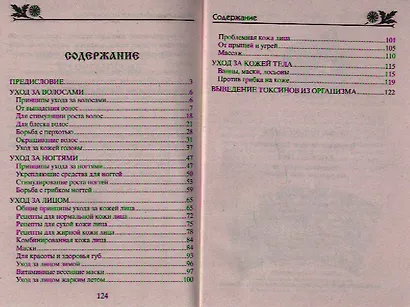 СОДЕРЖАНИЕ
ПРЕДИСЛОВИЕ 3
УХОД ЗА ВОЛОСАМИ 6
Принципы ухода за волосами 6
От выпадения волос 7
Для стимуляции роста волос 18
Для блеска волос 21
Борьба с перхотью 28
Окрашивание волос 31
Уход за кожей головы 37
УХОД ЗА НОГТЯМИ 47
Принципы ухода за ногтями 47
Укрепляющие средства для ногтей 50
Стимулирование роста ногтей 53
Борьба с грибком ногтей 59
УХОД ЗА ЛИЦОМ 65
Общие принципы ухода за кожей лица 65
Рецепты для нормальной кожи лица 72
Рецепты для сухой кожи лица 75
Рецепты для жирной кожи лица 78
Комбинированная кожа лица 84
Маски 84
Для красоты и здоровья губ 93
Уход за лицом зимой 96
Витаминные весенние маски 97
Уход за лицом жарким летом 100
124
Содержание
Проблемная кожа лица 101
От прыщей и угрей 105
Массаж 110
УХОД ЗА КОЖЕЙ ТЕЛА 115
Ванны, маски, лосьоны 115
Против грибка на коже 119
ВЫВЕДЕНИЕ ТОКСИНОВ ИЗ ОРГАНИЗМА 122